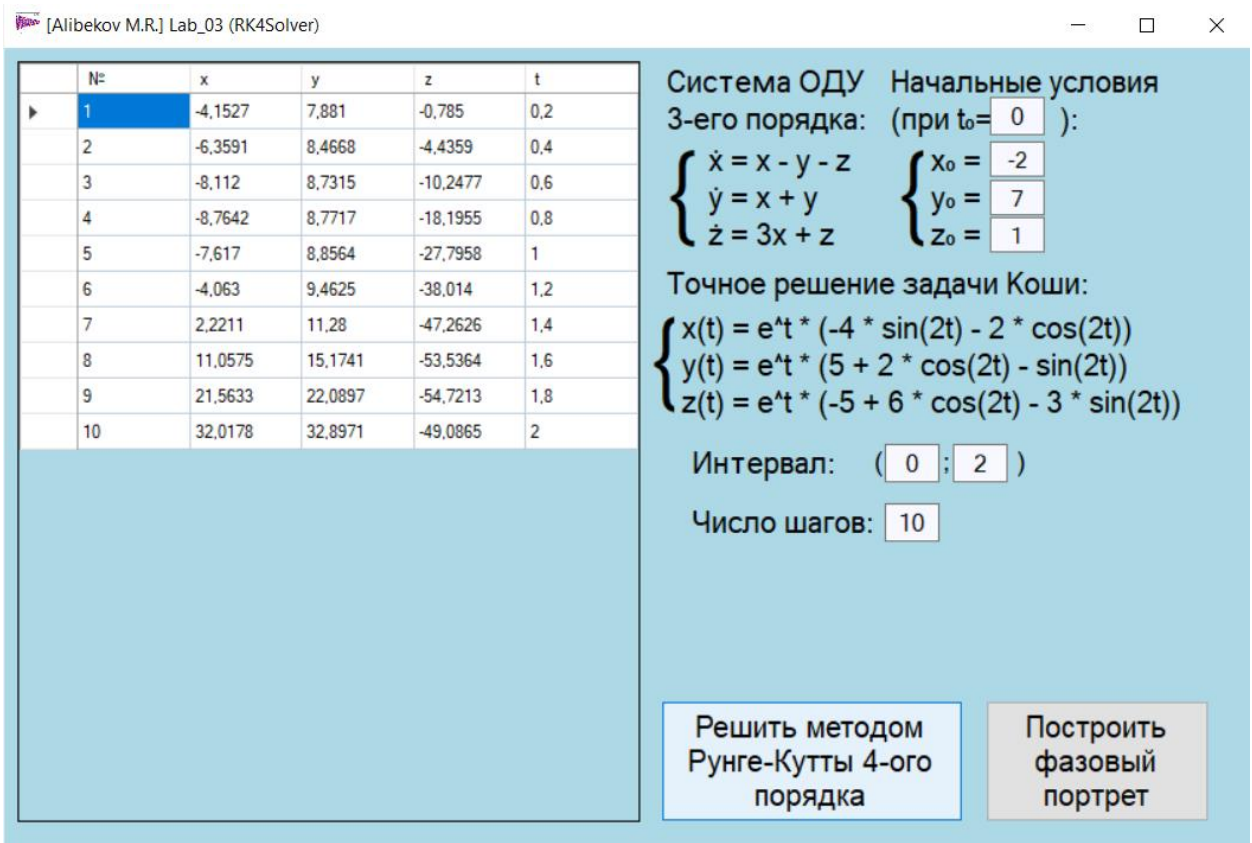 [Alibekov M.R.] Lab_03 (RK4Solver)
№ x y z t
1 -4,1527 7,881 -0,785 0,2
2 -6,3591 8,4668 -4,4359 0,4
3 -8,112 8,7315 -10,2477 0,6
4 -8,7642 8,7717 -18,1955 0,8
5 -7,617 8,8564 -27,7958 1
6 -4,063 9,4625 -38,014 1,2
7 2,2211 11,28 -47,2626 1,4
8 11,0575 15,1741 -53,5364 1,6
9 21,5633 22,0897 -54,7213 1,8
10 32,0178 32,8971 -49,0865 2
Система ОДУ
3-его порядка:
ẋ = x - y - z
ẏ = x + y
ż = 3x + z
Начальные условия
(при t₀= 0 ):
x₀ = -2
y₀ = 7
z₀ = 1
Точное решение задачи Коши:
x(t) = e^t * (-4 * sin(2t) - 2 * cos(2t))
y(t) = e^t * (5 + 2 * cos(2t) - sin(2t))
z(t) = e^t * (-5 + 6 * cos(2t) - 3 * sin(2t))
Интервал: ( 0 ; 2 )
Число шагов: 10
Решить методом
Рунге-Кутты 4-ого
порядка
Построить
фазовый
портрет